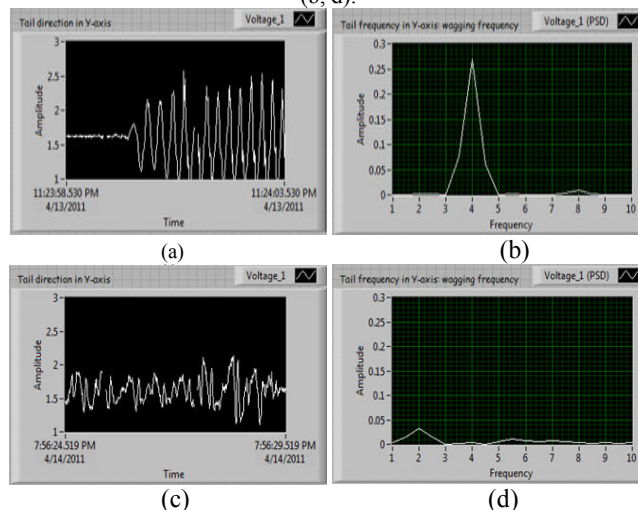 (b, d).
Tail direction in Y-axis
Voltage_1
Amplitude
3
2.5
2
1.5
1
11:23:58.530 PM
4/13/2011
11:24:03.530 PM
4/13/2011
Time
(a)
Tail frequency in Y-axis: wagging frequency
Voltage_1 (PSD)
Amplitude
0.3
0.25
0.2
0.15
0.1
0.05
0
1 2 3 4 5 6 7 8 9 10
Frequency
(b)
Tail direction in Y-axis
Voltage_1
Amplitude
3
2.5
2
1.5
1
7:56:24.519 PM
4/14/2011
7:56:29.519 PM
4/14/2011
Time
(c)
Tail frequency in Y-axis: wagging frequency
Voltage_1 (PSD)
Amplitude
0.3
0.25
0.2
0.15
0.1
0.05
0
1 2 3 4 5 6 7 8 9 10
Frequency
(d)